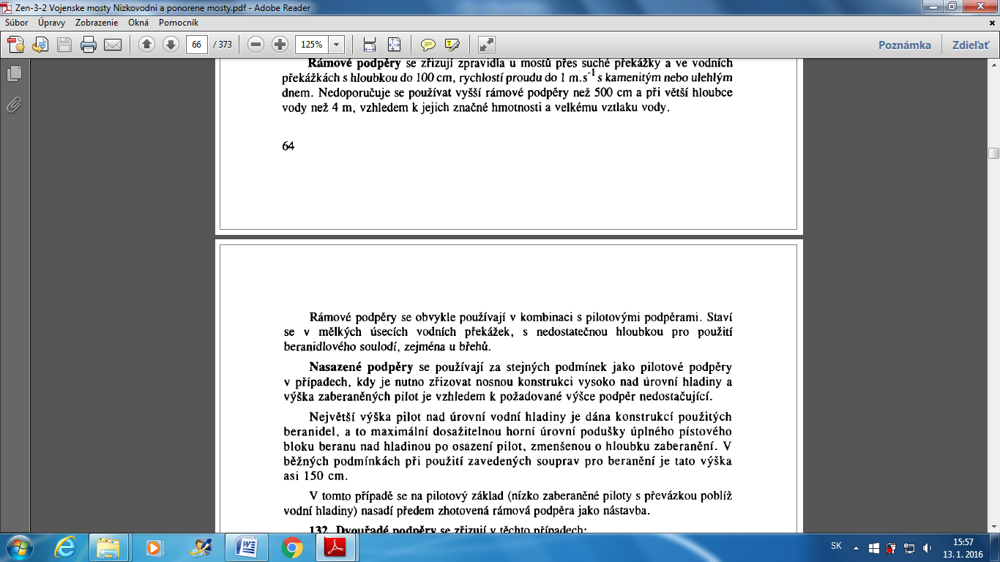 Zen-3-2 Vojenske mosty Nizkovodni a ponorene mosty.pdf - Adobe Reader
Súbor Úpravy Zobrazenie Okná Pomocník
66 / 373 125% Poznámka Zdieľať
Rámové podpěry se zřizují zpravidla u mostů přes suché překážky a ve vodních
překážkách s hloubkou do 100 cm, rychlostí proudu do 1 m.s⁻¹ s kamenitým nebo ulehlým
dnem. Nedoporučuje se používat vyšší rámové podpěry než 500 cm a při větší hloubce
vody než 4 m, vzhledem k jejich značné hmotnosti a velkému vztlaku vody.
64
Rámové podpěry se obvykle používají v kombinaci s pilotovými podpěrami. Staví
se v mělkých úsecích vodních překážek, s nedostatečnou hloubkou pro použití
beranidlového soulodí, zejména u břehů.
Nasazené podpěry se používají za stejných podmínek jako pilotové podpěry
v případech, kdy je nutno zřizovat nosnou konstrukci vysoko nad úrovní hladiny a
výška zaberaněných pilot je vzhledem k požadované výšce podpěr nedostačující.
Největší výška pilot nad úrovní vodní hladiny je dána konstrukcí použitých
beranidel, a to maximální dosažitelnou horní úrovní podušky úplného pístového
bloku beranu nad hladinou po osazení pilot, zmenšenou o hloubku zaberanění. V
běžných podmínkách při použití zavedených souprav pro beranění je tato výška
asi 150 cm.
V tomto případě se na pilotový základ (nízko zaberaněné piloty s převázkou poblíž
vodní hladiny) nasadí předem zhotovená rámová podpěra jako nástavba.
132. Dvouřadé podpěry se zřizují v těchto případech:
SK 15:57
13. 1. 2016